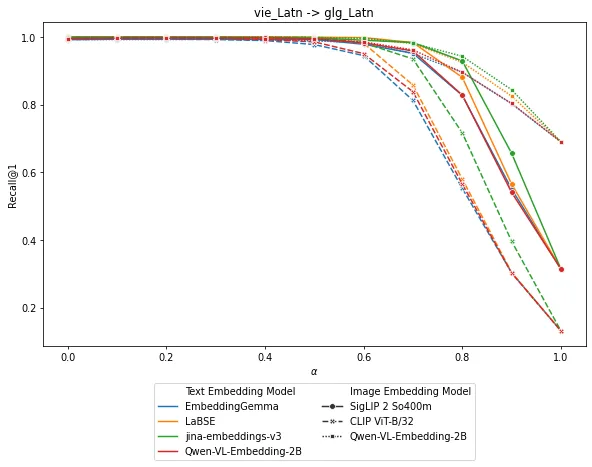 vie_Latn -> glg_Latn
1.0
0.8
0.6
0.4
0.2
Recall@1
0.0 0.2 0.4 0.6 0.8 1.0
α
Text Embedding Model Image Embedding Model
EmbeddingGemma SigLIP 2 So400m
LaBSE CLIP ViT-B/32
jina-embeddings-v3 Qwen-VL-Embedding-2B
Qwen-VL-Embedding-2B